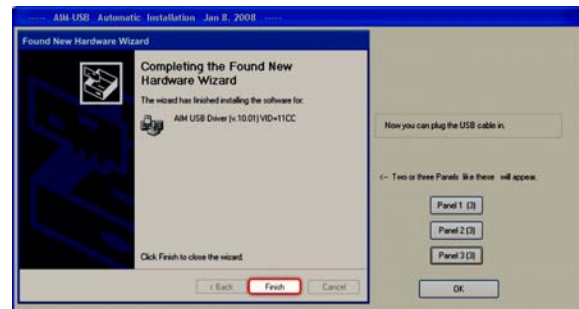 ----- AIM-USB Automatic Installation Jan 8, 2008 -----
Found New Hardware Wizard
Completing the Found New
Hardware Wizard
The wizard has finished installing the software for:
AIM USB Driver (v.10.01) VID=11CC
Click Finish to close the wizard.
< Back
Finish
Cancel
Now you can plug the USB cable in.
<-- Two or three Panels like these will appear.
Panel 1 (3)
Panel 2 (3)
Panel 3 (3)
OK